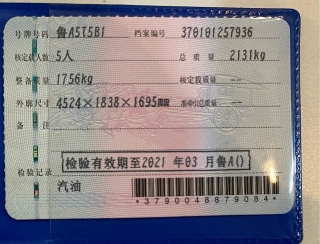 号牌号码 鲁A5T5B1 档案编号 370101257936
核定载人数 5人 总质量 2131kg
整备质量 1756kg 核定载质量 --
外廓尺寸 4524×1838×1695mm 准牵引总质量 --
备注
检验有效期至2021年03月鲁A()
检验记录
汽油
*3790048879084*